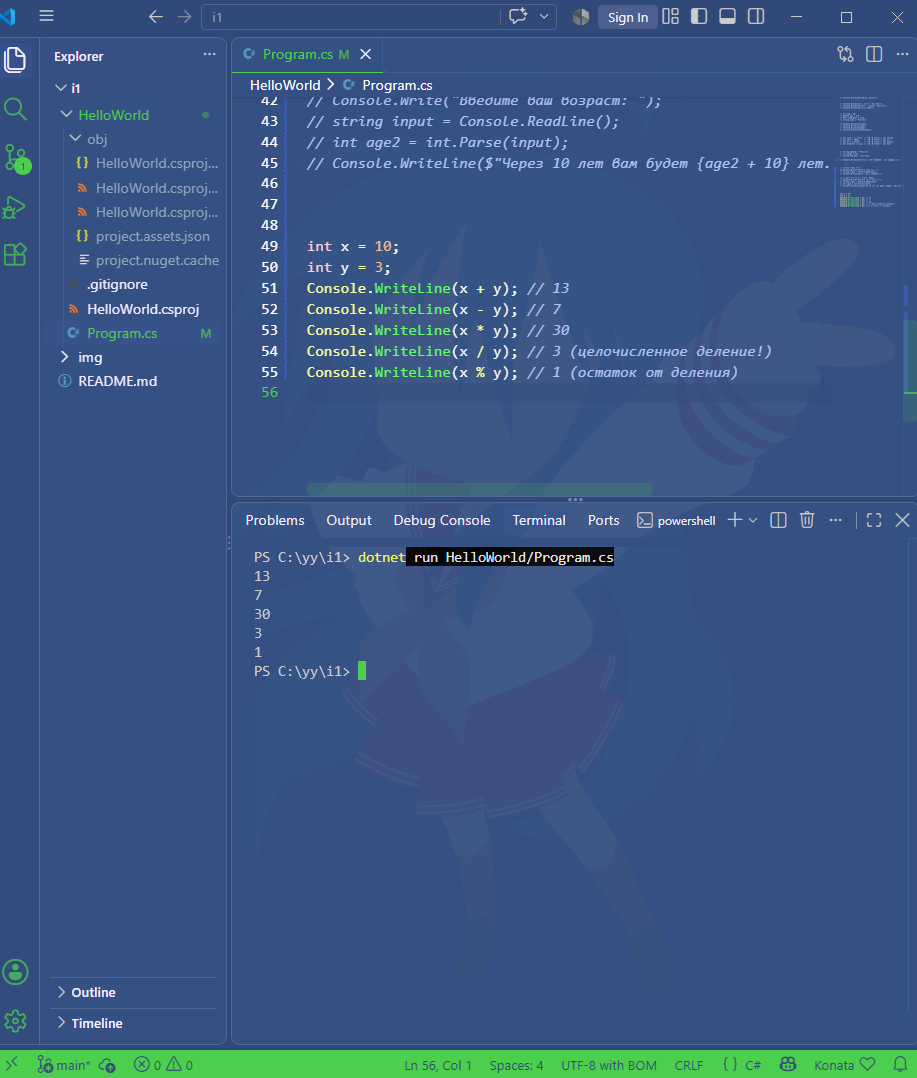 i1
Sign In
Explorer
i1
HelloWorld
obj
HelloWorld.csproj...
HelloWorld.csproj...
HelloWorld.csproj...
project.assets.json
project.nuget.cache
.gitignore
HelloWorld.csproj
Program.cs M
img
README.md
Outline
Timeline
Program.cs M
HelloWorld > Program.cs
42 // Console.Write("Введите ваш возраст: ");
43 // string input = Console.ReadLine();
44 // int age2 = int.Parse(input);
45 // Console.WriteLine($"Через 10 лет вам будет {age2 + 10} лет.
46
47
48
49 int x = 10;
50 int y = 3;
51 Console.WriteLine(x + y); // 13
52 Console.WriteLine(x - y); // 7
53 Console.WriteLine(x * y); // 30
54 Console.WriteLine(x / y); // 3 (целочисленное деление!)
55 Console.WriteLine(x % y); // 1 (остаток от деления)
56
Problems Output Debug Console Terminal Ports powershell
PS C:\yy\i1> dotnet run HelloWorld/Program.cs
13
7
30
3
1
PS C:\yy\i1>
1
main* 0 0 Ln 56, Col 1 Spaces: 4 UTF-8 with BOM CRLF {} C# Konata